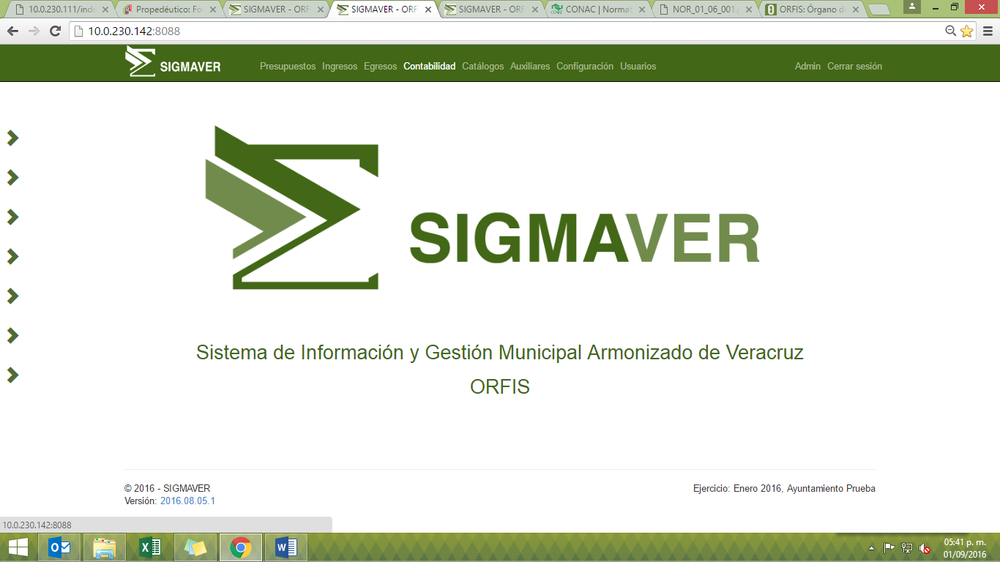 10.0.230.111/inde
Propedéutico: Fo
SIGMAVER - ORF
SIGMAVER - ORF
SIGMAVER - ORF
CONAC | Normat
NOR_01_06_001.p
ORFIS: Órgano de
10.0.230.142:8088
SIGMAVER
Presupuestos Ingresos Egresos Contabilidad Catálogos Auxiliares Configuración Usuarios
Admin Cerrar sesión
SIGMAVER
Sistema de Información y Gestión Municipal Armonizado de Veracruz
ORFIS
© 2016 - SIGMAVER
Ejercicio: Enero 2016, Ayuntamiento Prueba
Versión: 2016.08.05.1
10.0.230.142:8088
05:41 p. m.
01/09/2016